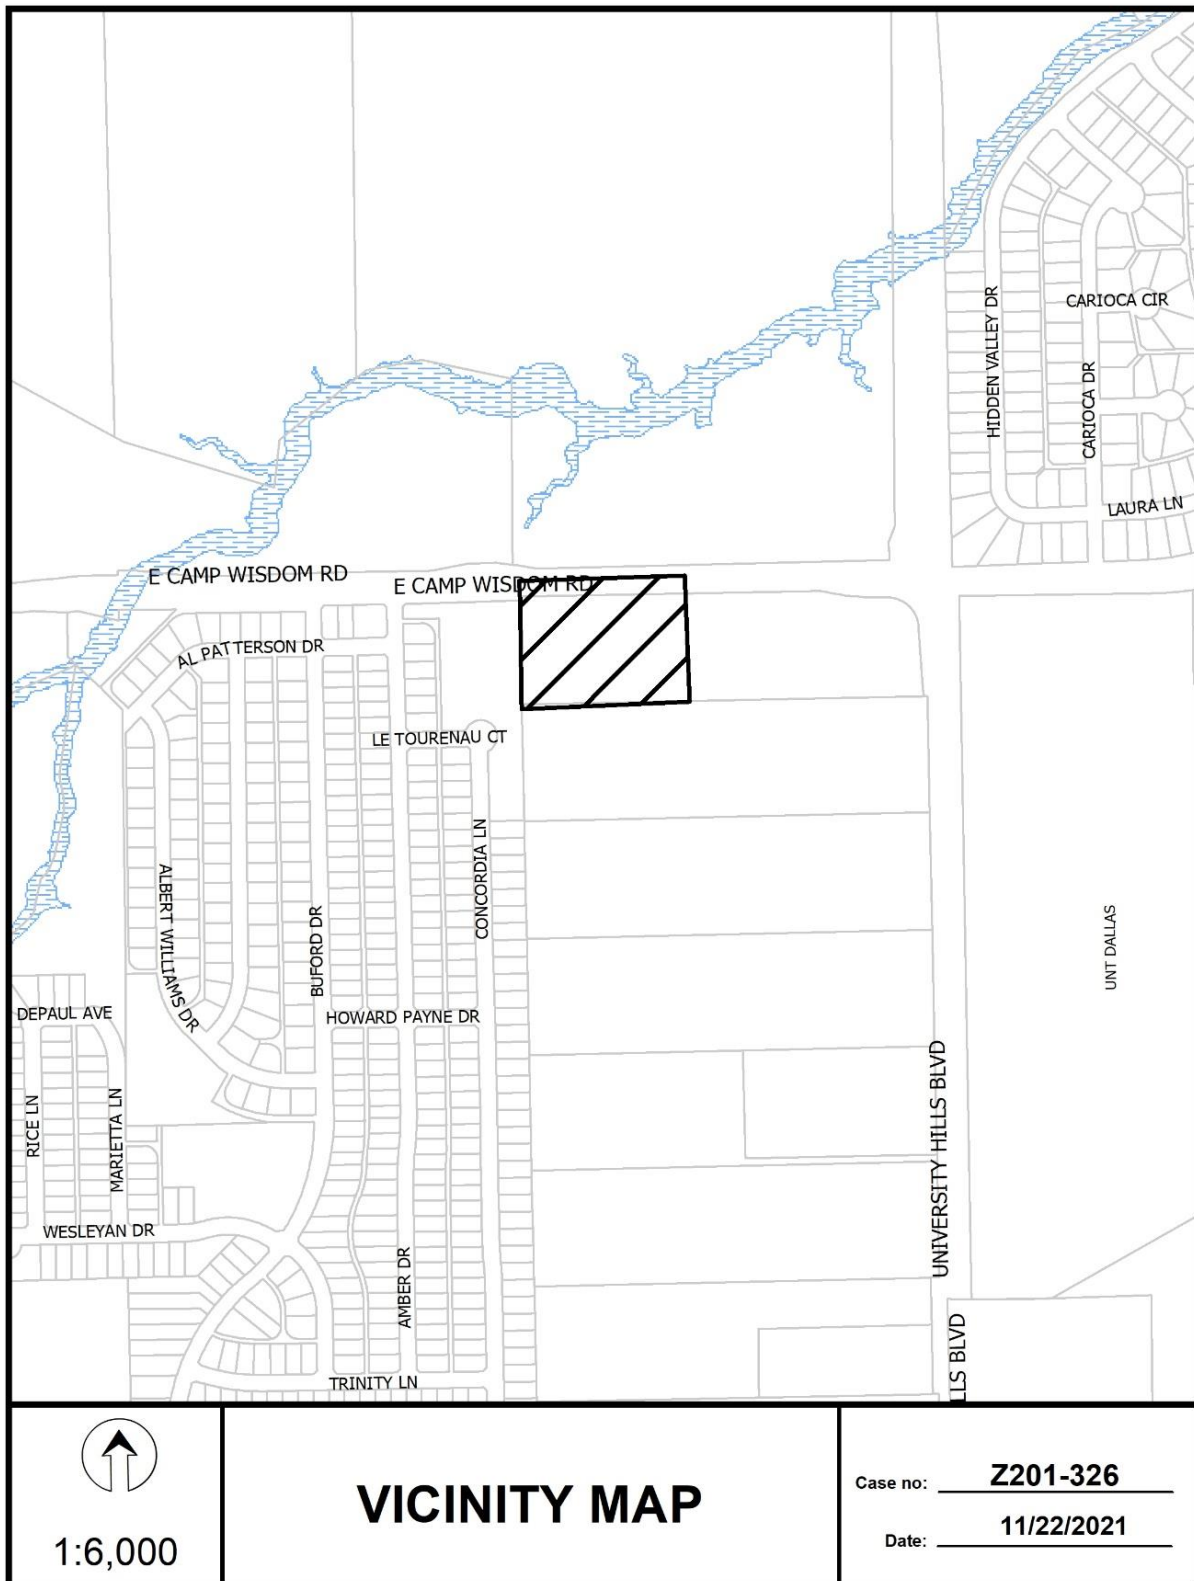 CARIOCA CIR
HIDDEN VALLEY DR
CARIOCA DR
LAURA LN
E CAMP WISDOM RD
E CAMP WISDOM RD
AL PATTERSON DR
LE TOURENAU CT
CONCORDIA LN
ALBERT WILLIAMS DR
BUFORD DR
UNT DALLAS
DEPAUL AVE
HOWARD PAYNE DR
UNIVERSITY HILLS BLVD
RICE LN
MARIETTA LN
WESLEYAN DR
AMBER DR
LLS BLVD
TRINITY LN
1:6,000
VICINITY MAP
Case no: Z201-326
Date: 11/22/2021